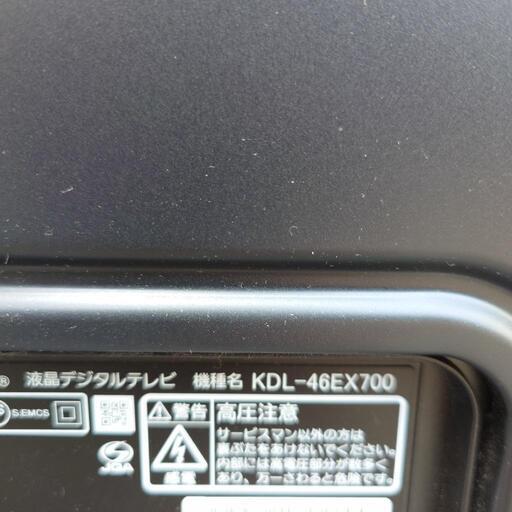 ® 液晶デジタルテレビ 機種名 KDL-46EX700
S.EMCS
警告 高圧注意
サービスマン以外の方は
裏ぶたをあけないでください。
内部には高電圧部分が数多く
あり、万一さわると危険です。
感電